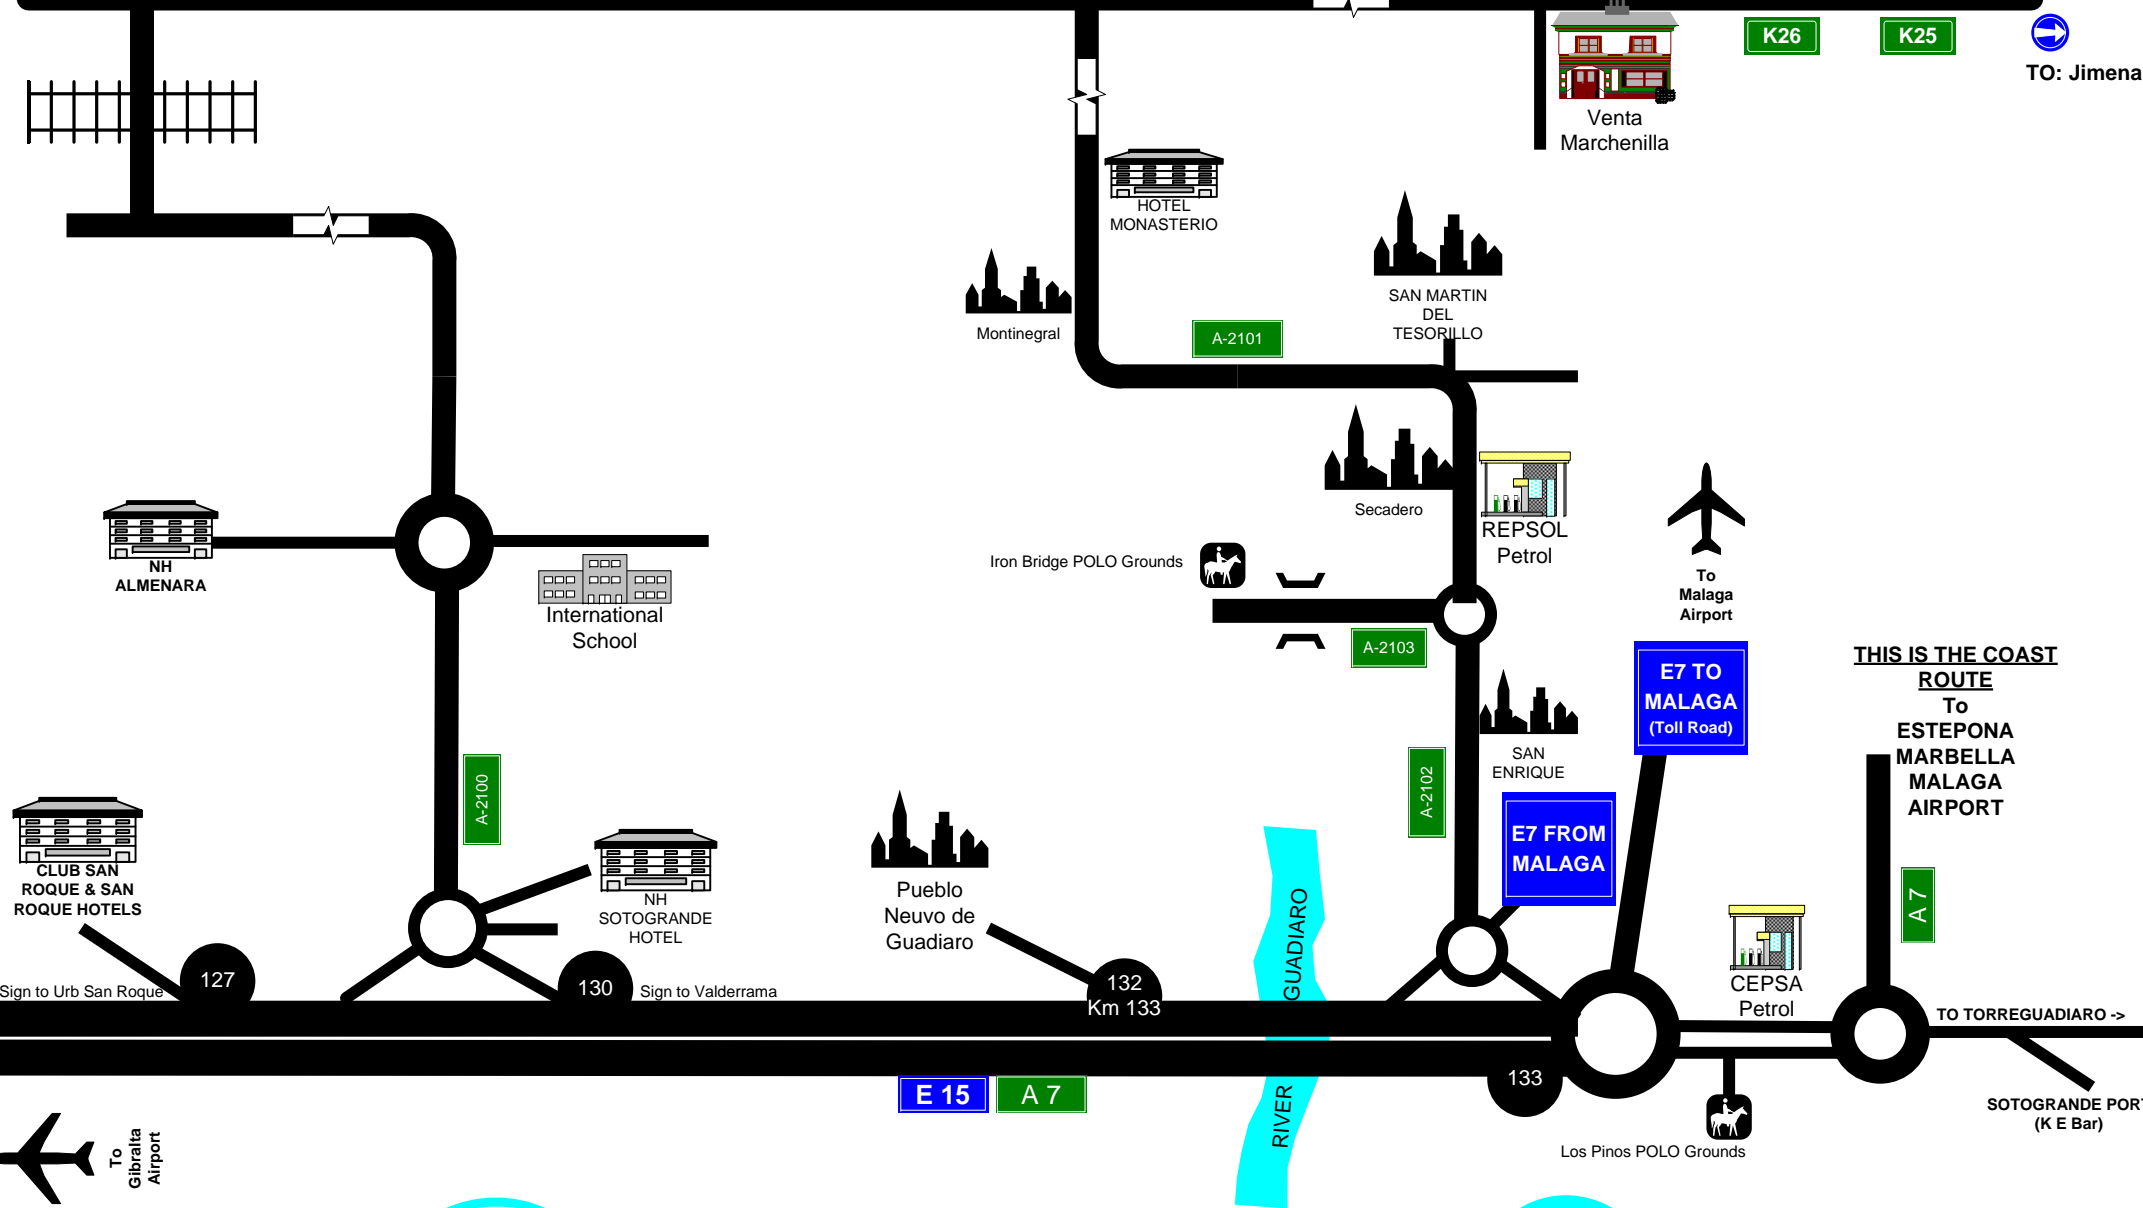 K26
K25
TO: Jimena
Venta
Marchenilla
HOTEL
MONASTERIO
SAN MARTIN
DEL
TESORILLO
Montinegral
A-2101
Secadero
REPSOL
Petrol
Iron Bridge POLO Grounds
To
Malaga
Airport
NH
ALMENARA
International
School
A-2103
E7 TO
MALAGA
(Toll Road)
THIS IS THE COAST
ROUTE
To
ESTEPONA
MARBELLA
MALAGA
AIRPORT
SAN
ENRIQUE
A-2100
A-2102
E7 FROM
MALAGA
CLUB SAN
ROQUE & SAN
ROQUE HOTELS
NH
SOTOGRANDE
HOTEL
Pueblo
Neuvo de
Guadiaro
RIVER GUADIARO
A 7
CEPSA
Petrol
Sign to Urb San Roque
127
130
Sign to Valderrama
132
Km 133
TO TORREGUADIARO ->
133
E 15
A 7
SOTOGRANDE PORT
(K E Bar)
Los Pinos POLO Grounds
To
Gibralta
Airport